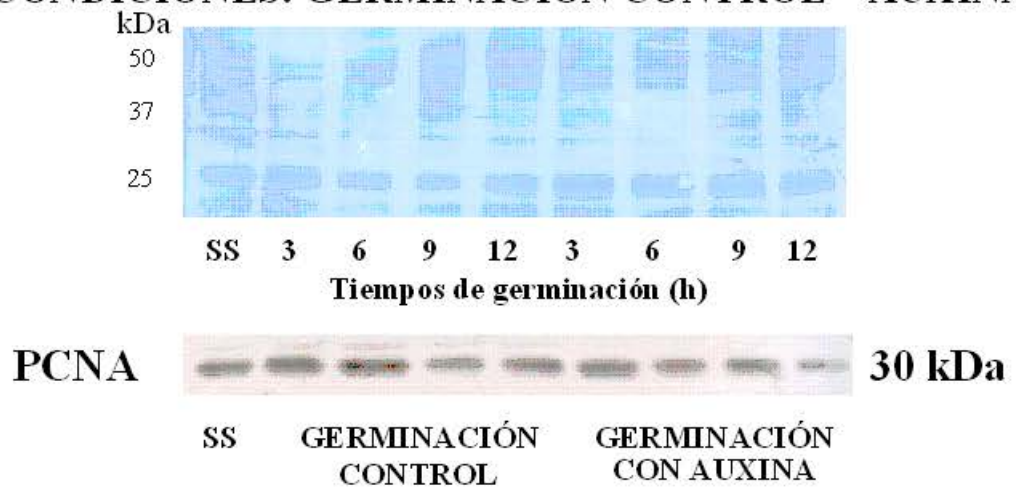 kDa
50
37
25
SS 3 6 9 12 3 6 9 12
Tiempos de germinación (h)
PCNA 30 kDa
SS GERMINACIÓN GERMINACIÓN
CONTROL CON AUXINA